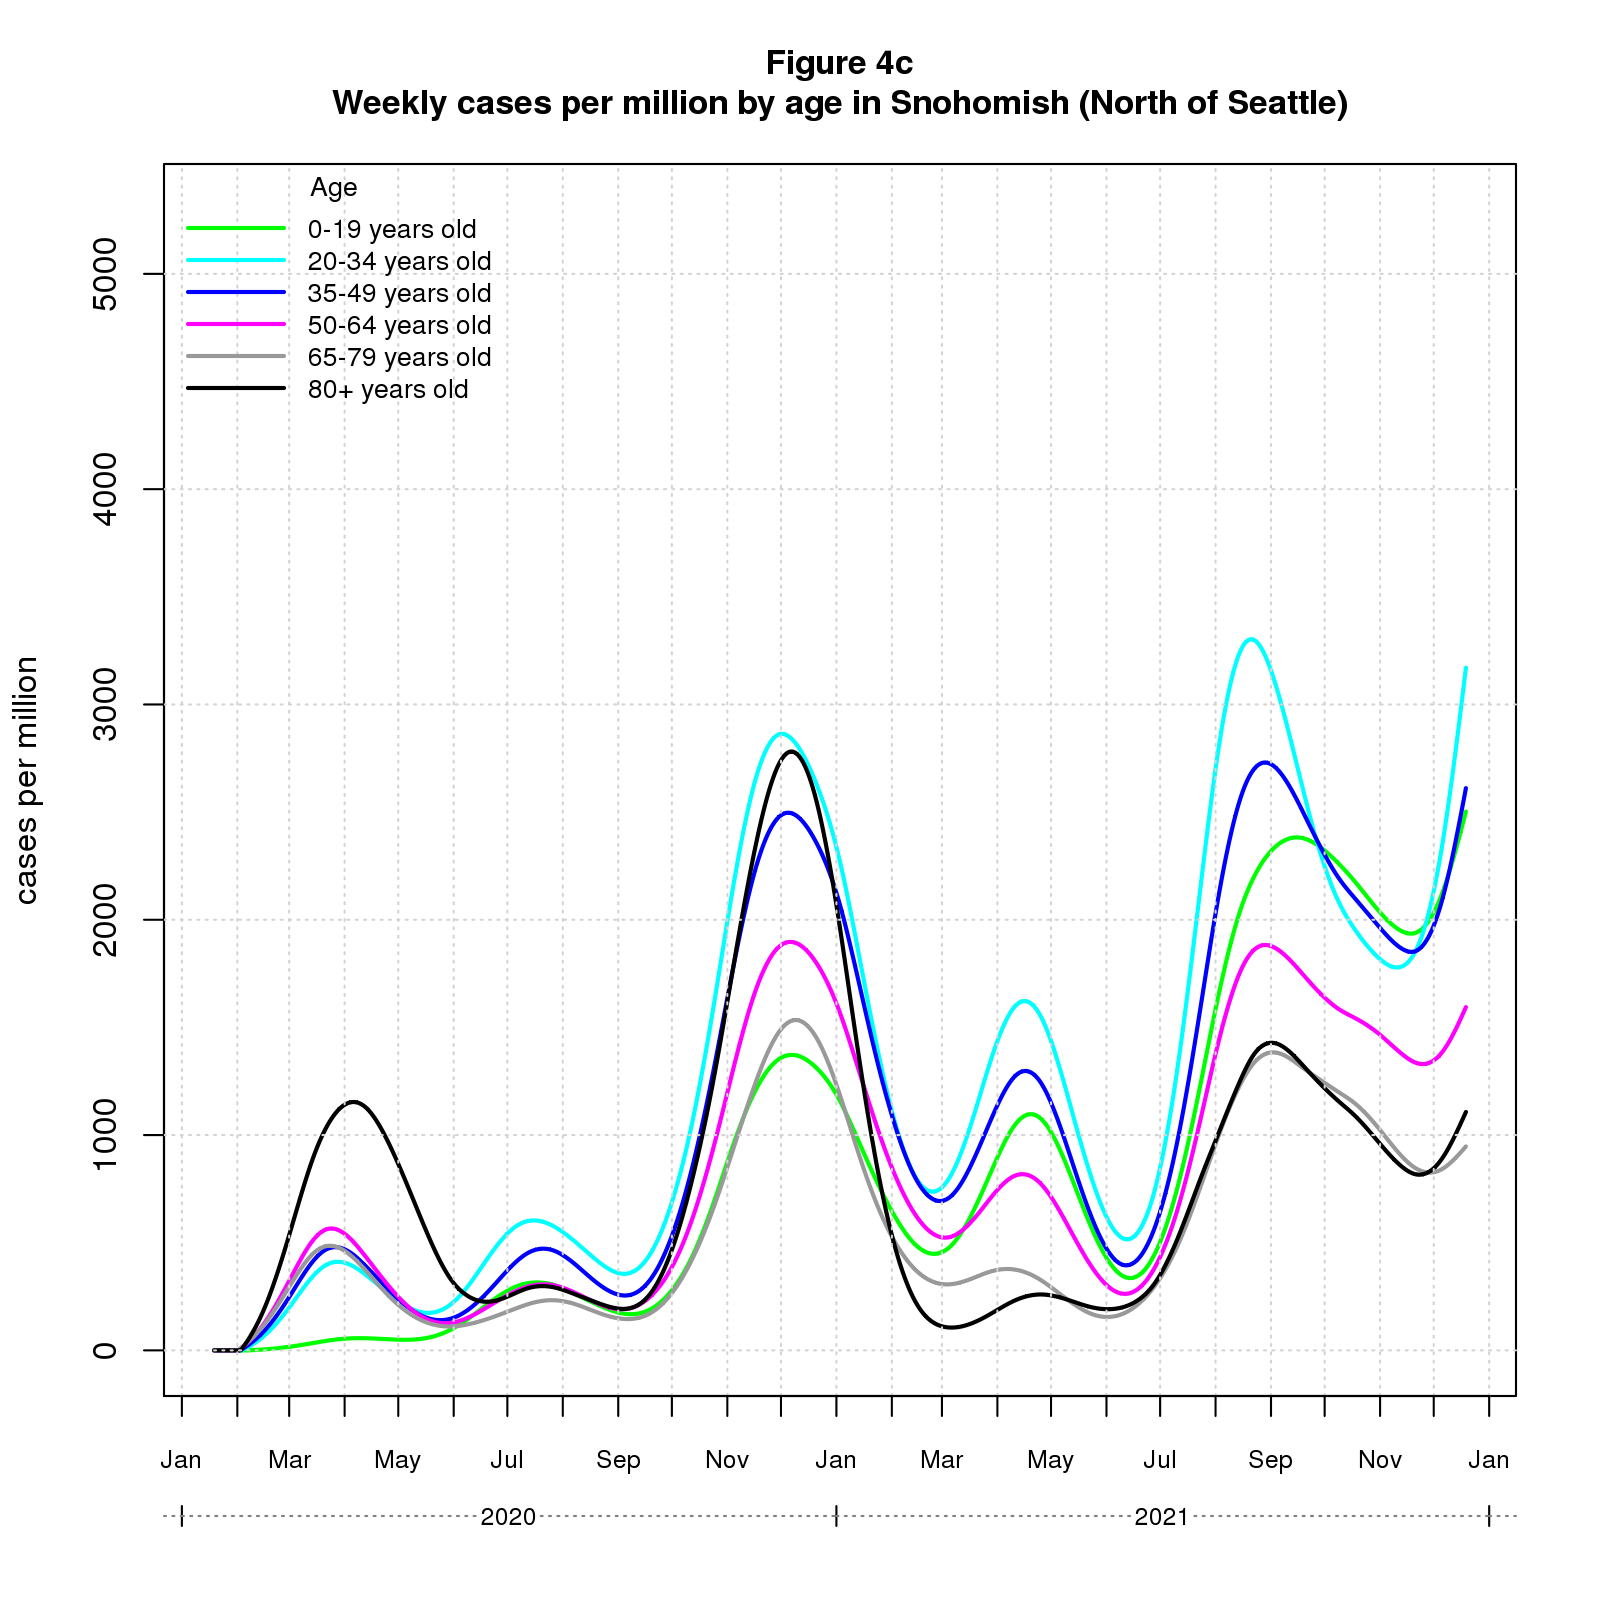 Figure 4c
Weekly cases per million by age in Snohomish (North of Seattle)
Age
0-19 years old
20-34 years old
35-49 years old
50-64 years old
65-79 years old
80+ years old
cases per million
5000
4000
3000
2000
1000
0
Jan Mar May Jul Sep Nov Jan Mar May Jul Sep Nov Jan
2020 2021